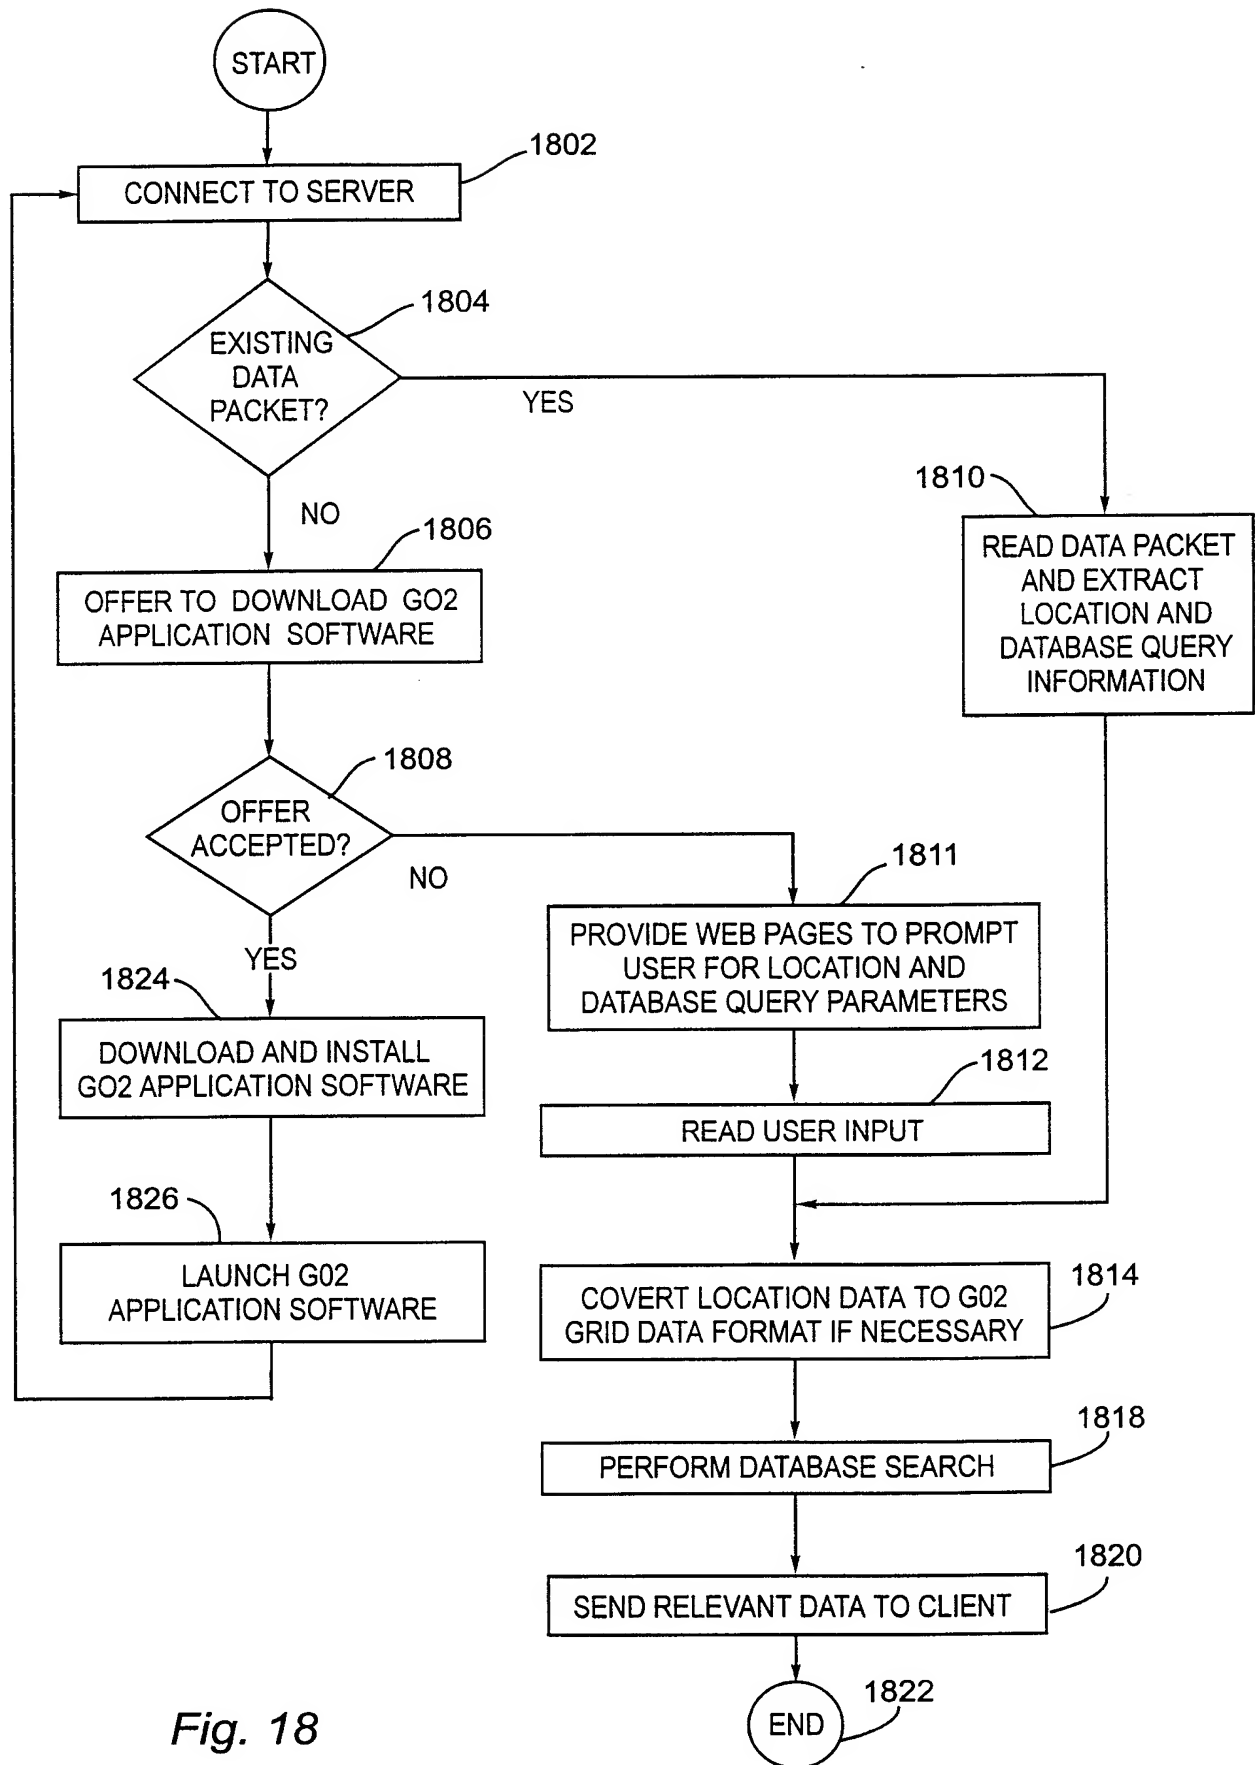 START
1802
CONNECT TO SERVER
1804
EXISTING
DATA
PACKET?
YES
NO
1810
READ DATA PACKET
AND EXTRACT
LOCATION AND
DATABASE QUERY
INFORMATION
1806
OFFER TO DOWNLOAD GO2
APPLICATION SOFTWARE
1808
OFFER
ACCEPTED?
NO
YES
1811
PROVIDE WEB PAGES TO PROMPT
USER FOR LOCATION AND
DATABASE QUERY PARAMETERS
1824
DOWNLOAD AND INSTALL
GO2 APPLICATION SOFTWARE
1812
READ USER INPUT
1826
LAUNCH G02
APPLICATION SOFTWARE
1814
COVERT LOCATION DATA TO G02
GRID DATA FORMAT IF NECESSARY
1818
PERFORM DATABASE SEARCH
1820
SEND RELEVANT DATA TO CLIENT
1822
END
Fig. 18